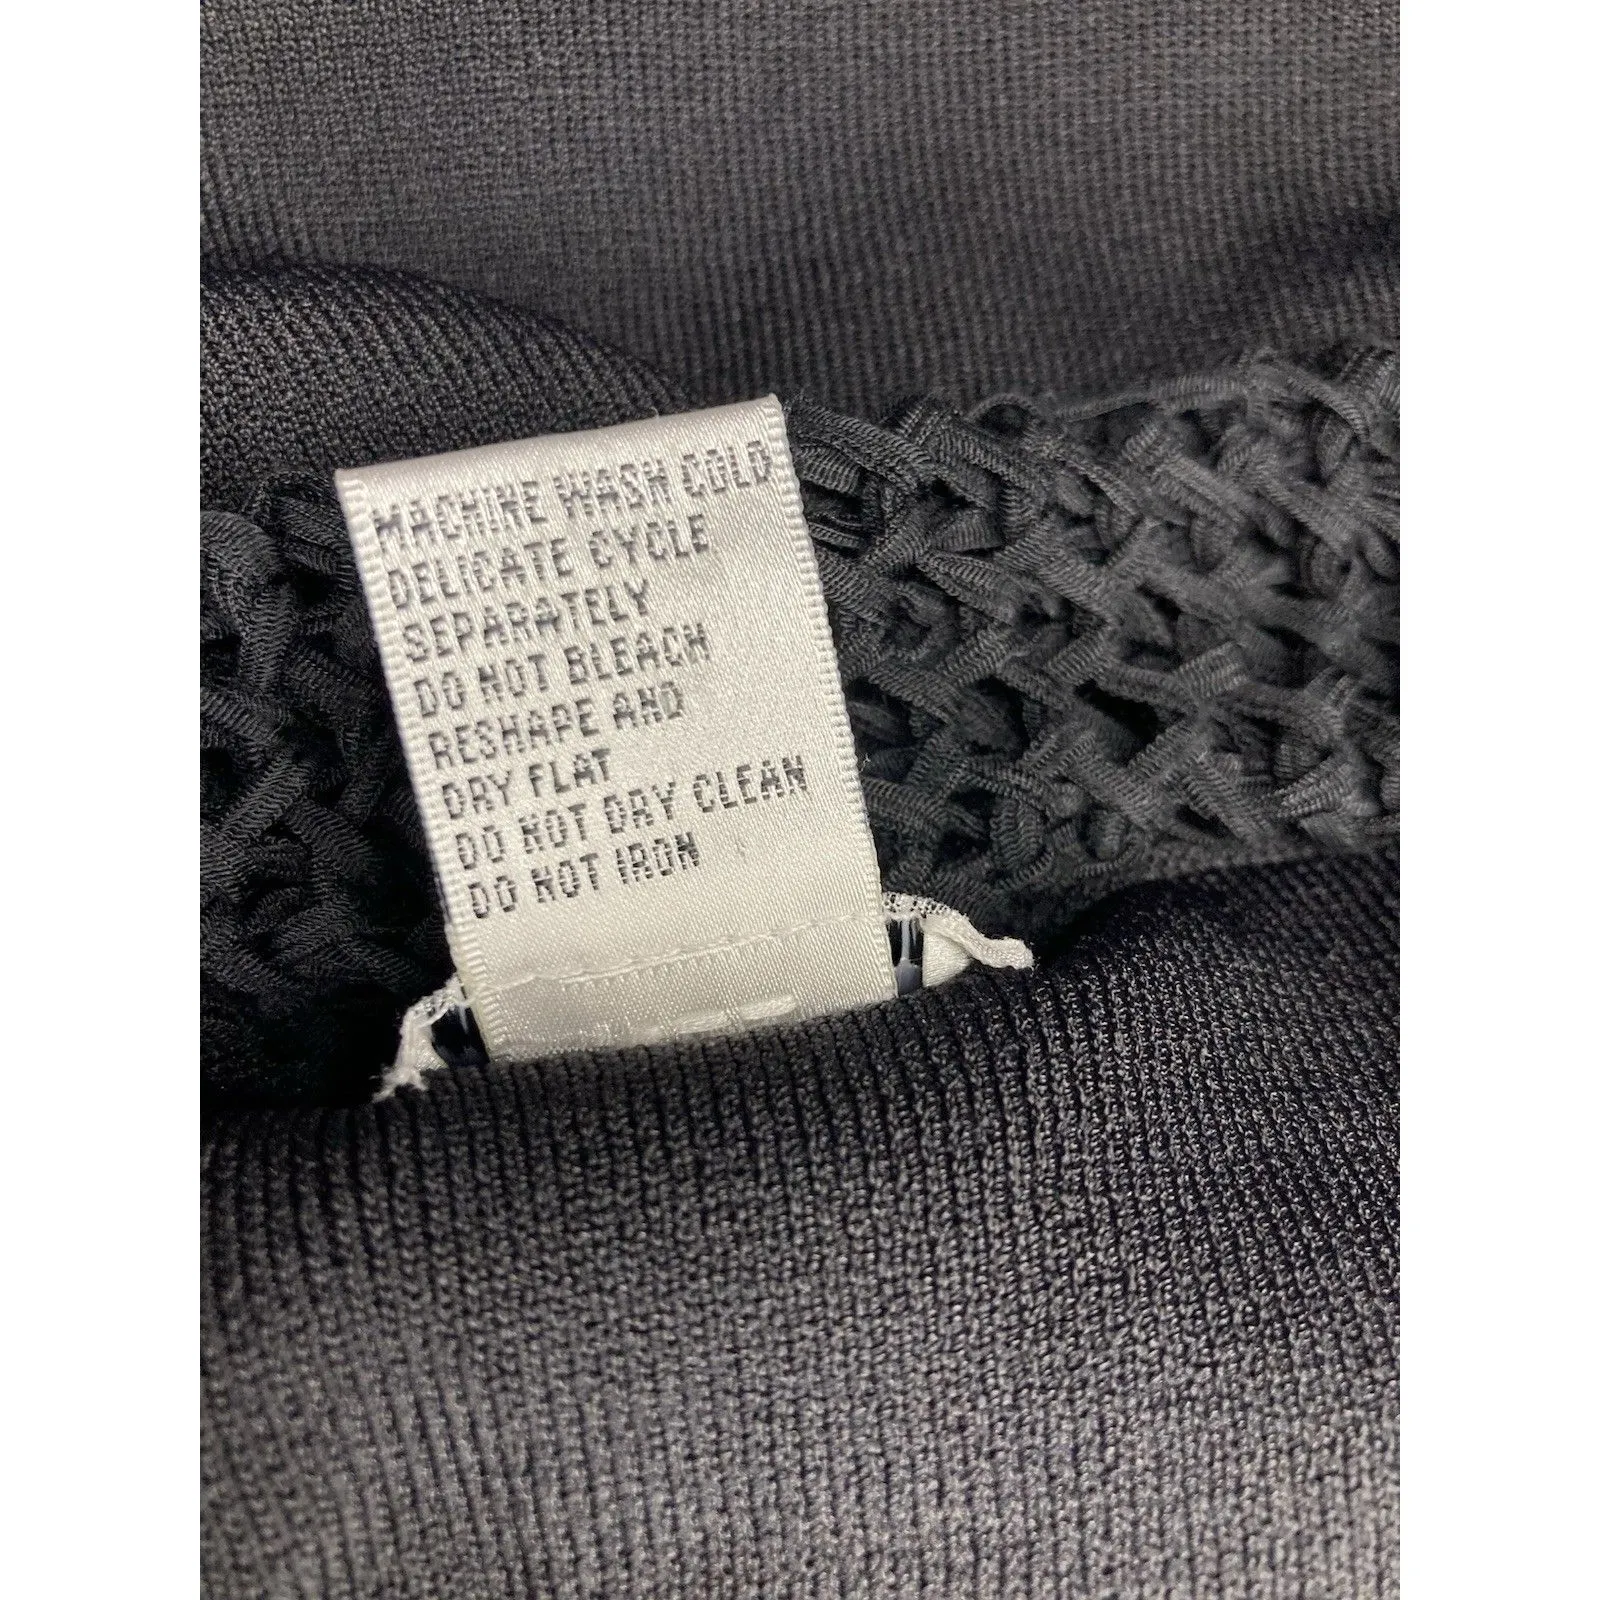 MACHINE WASH COLD
DELICATE CYCLE
SEPARATELY
DO NOT BLEACH
RESHAPE AND
DRY FLAT
DO NOT DRY CLEAN
DO NOT IRON